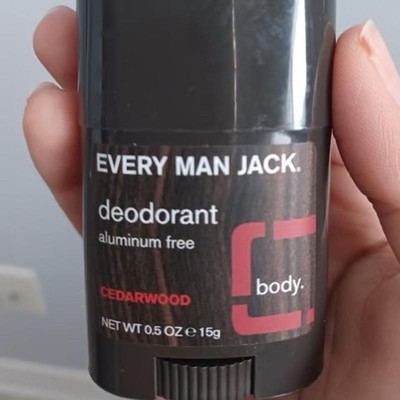 EVERY MAN JACK.
deodorant
aluminum free
body.
CEDARWOOD
NET WT 0.5 OZ ℮ 15g